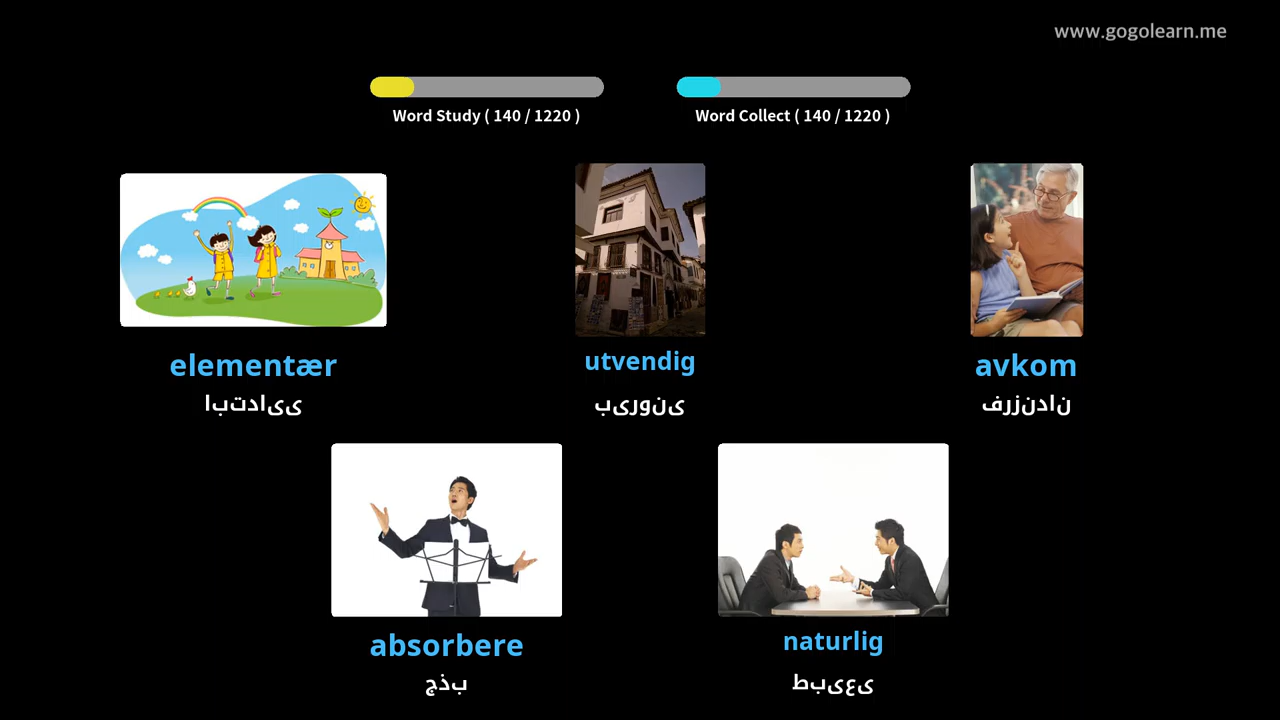 www.gogolearn.me
Word Study ( 140 / 1220 )
Word Collect ( 140 / 1220 )
elementær
ابتدایی
utvendig
بیرونی
avkom
فرزندان
absorbere
جذب
naturlig
طبیعی